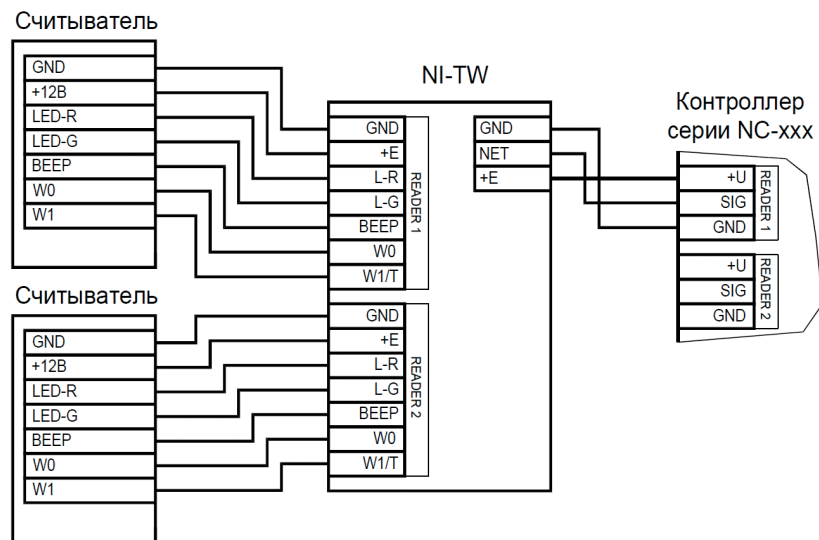 Считыватель
GND
+12В
LED-R
LED-G
BEEP
W0
W1
Считыватель
GND
+12В
LED-R
LED-G
BEEP
W0
W1
NI-TW
GND
+E
L-R
L-G
BEEP
W0
W1/T
READER 1
GND
+E
L-R
L-G
BEEP
W0
W1/T
READER 2
GND
NET
+E
Контроллер
серии NC-xxx
+U
SIG
GND
READER 1
+U
SIG
GND
READER 2